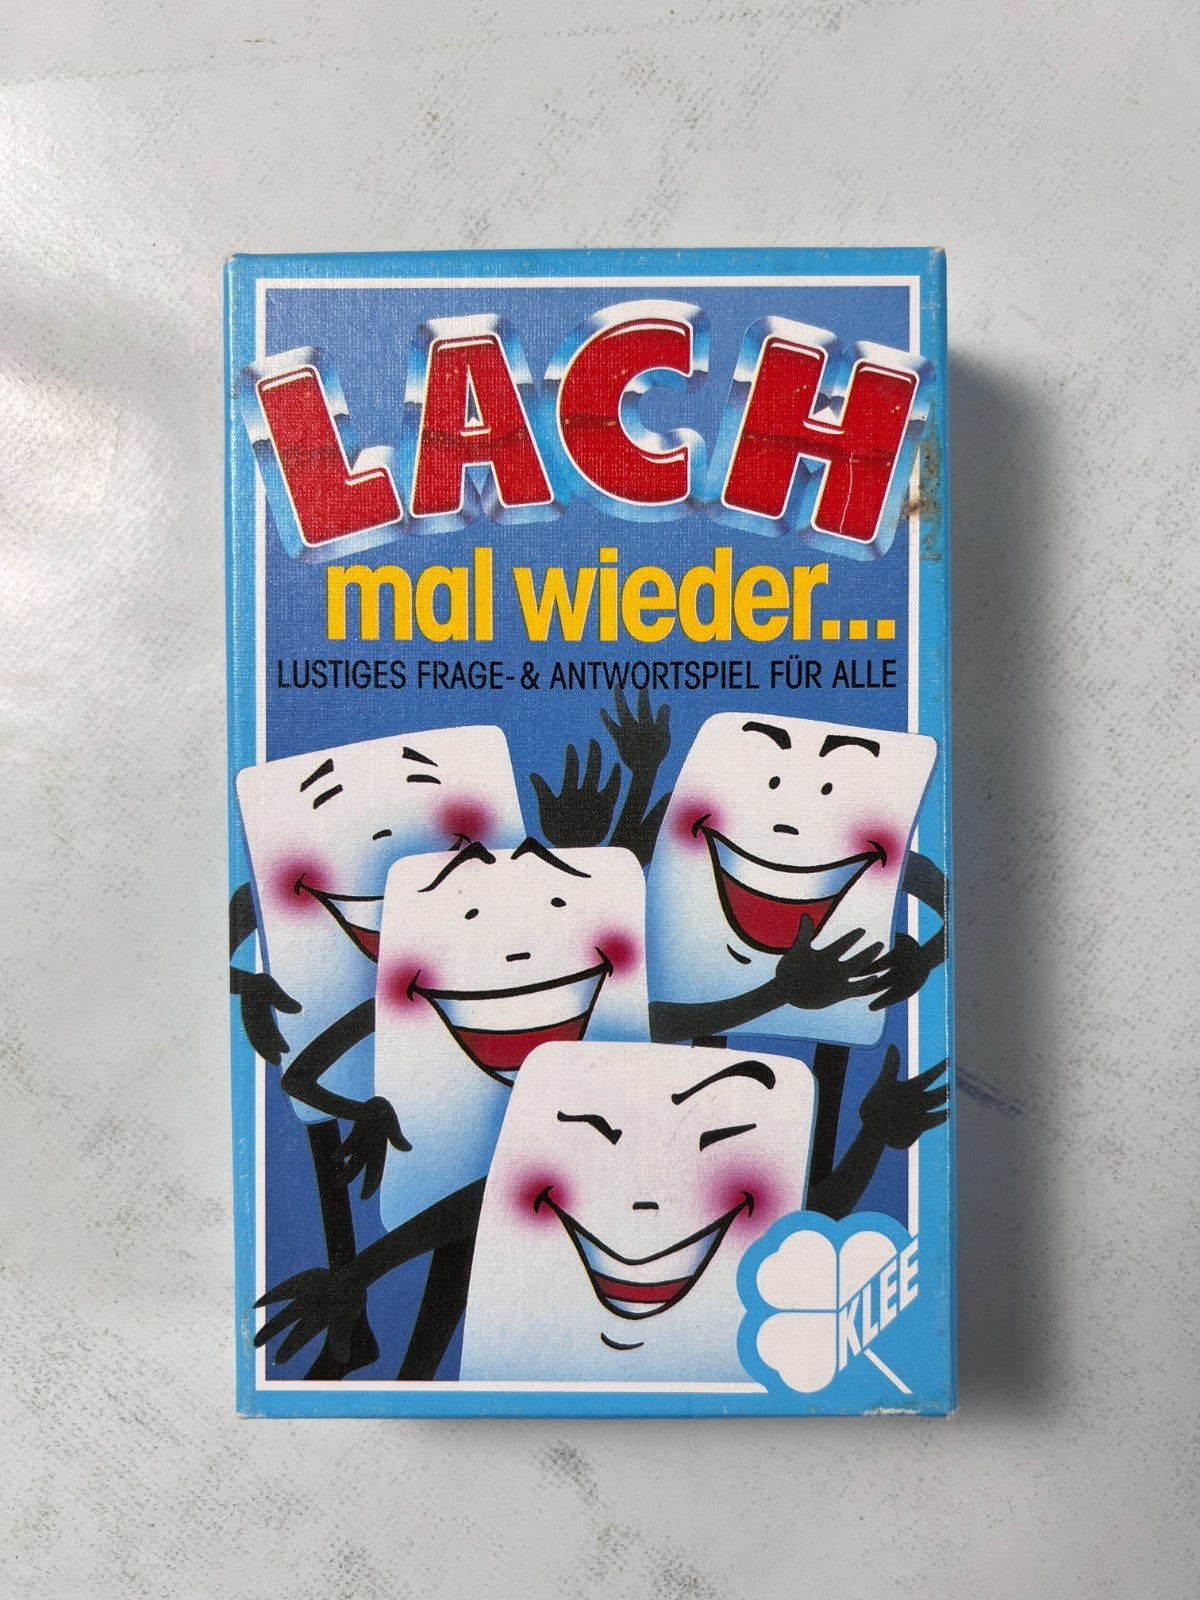 LACH
mal wieder...
LUSTIGES FRAGE- & ANTWORTSPIEL FÜR ALLE
KLEE